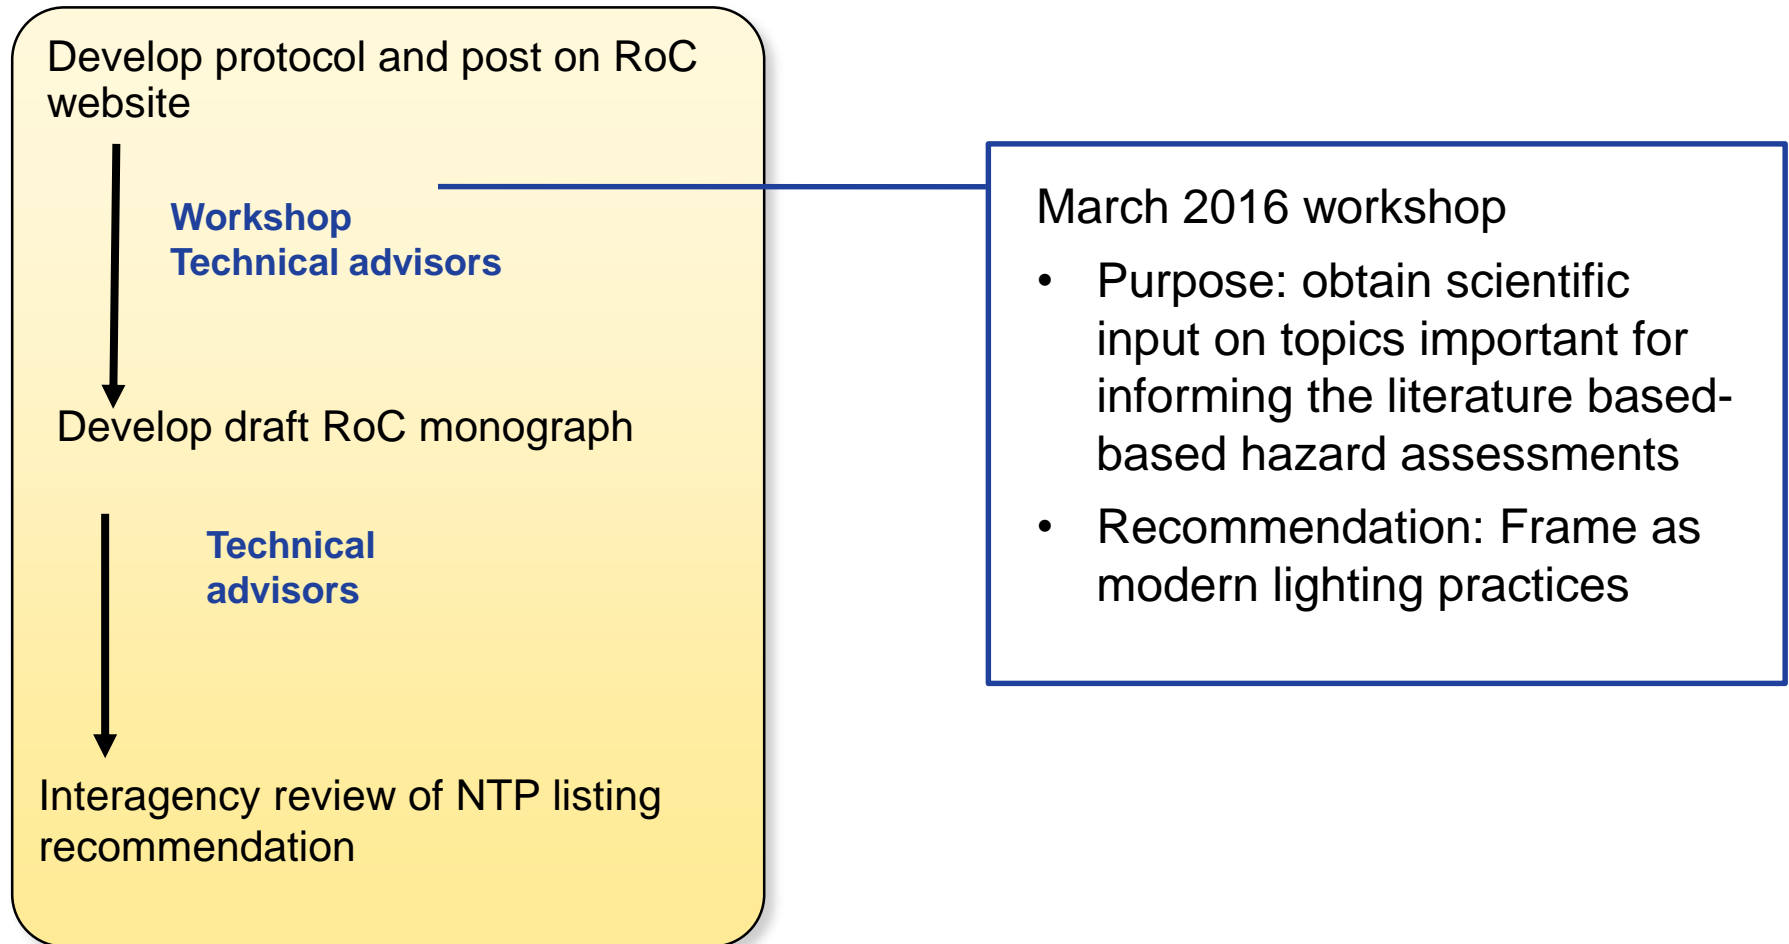 Develop protocol and post on RoC
website
Workshop
Technical advisors
Develop draft RoC monograph
Technical
advisors
Interagency review of NTP listing
recommendation
March 2016 workshop
• Purpose: obtain scientific
input on topics important for
informing the literature based-
based hazard assessments
• Recommendation: Frame as
modern lighting practices